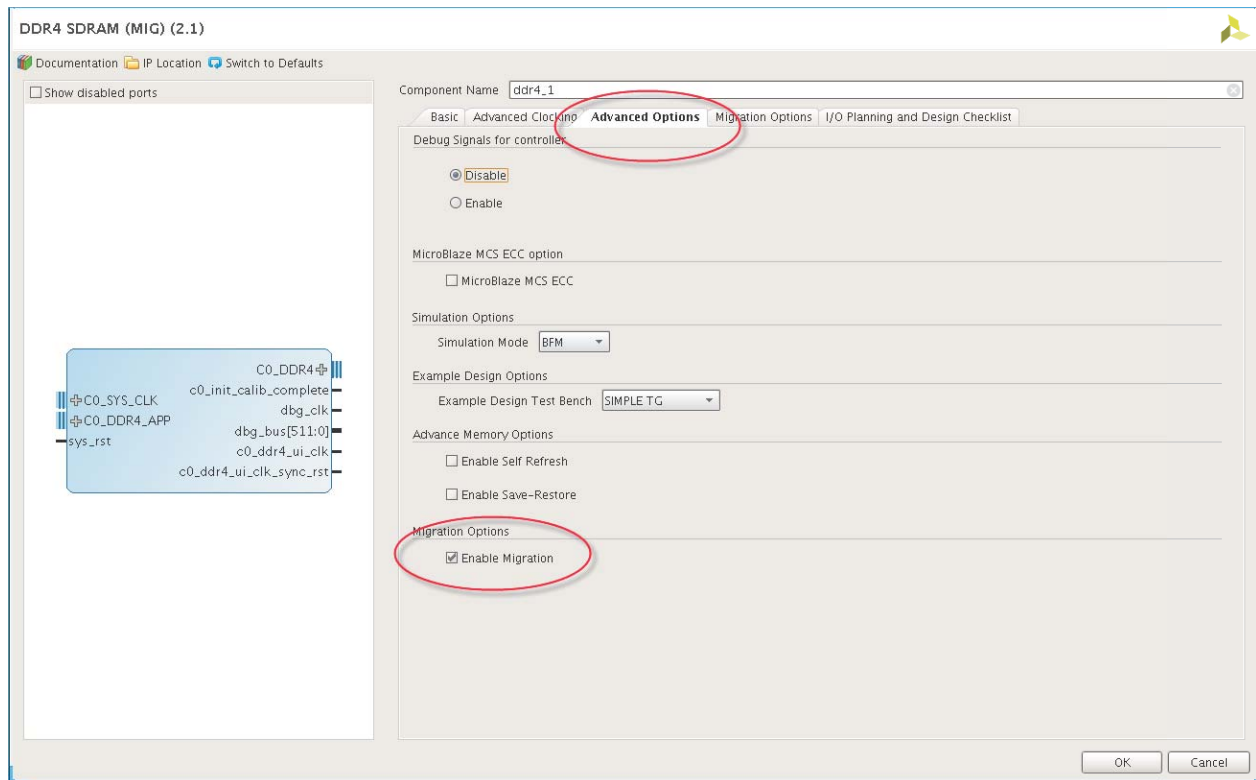 DDR4 SDRAM (MIG) (2.1)
Documentation IP Location Switch to Defaults
Show disabled ports
C0_DDR4
c0_init_calib_complete
C0_SYS_CLK
dbg_clk
C0_DDR4_APP
dbg_bus[511:0]
sys_rst
c0_ddr4_ui_clk
c0_ddr4_ui_clk_sync_rst
Component Name ddr4_1
Basic Advanced Clocking Advanced Options Migration Options I/O Planning and Design Checklist
Debug Signals for controller
Disable
Enable
MicroBlaze MCS ECC option
MicroBlaze MCS ECC
Simulation Options
Simulation Mode BFM
Example Design Options
Example Design Test Bench SIMPLE TG
Advance Memory Options
Enable Self Refresh
Enable Save-Restore
Migration Options
Enable Migration
OK Cancel